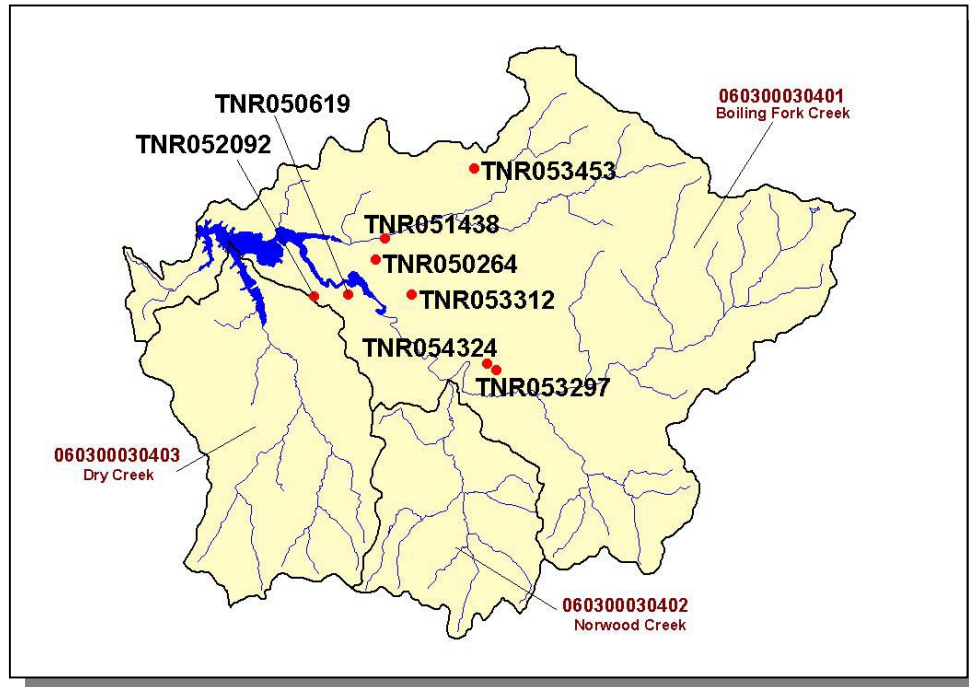 060300030401
Boiling Fork Creek
TNR050619
TNR052092
TNR053453
TNR051438
TNR050264
TNR053312
TNR054324
TNR053297
060300030403
Dry Creek
060300030402
Norwood Creek